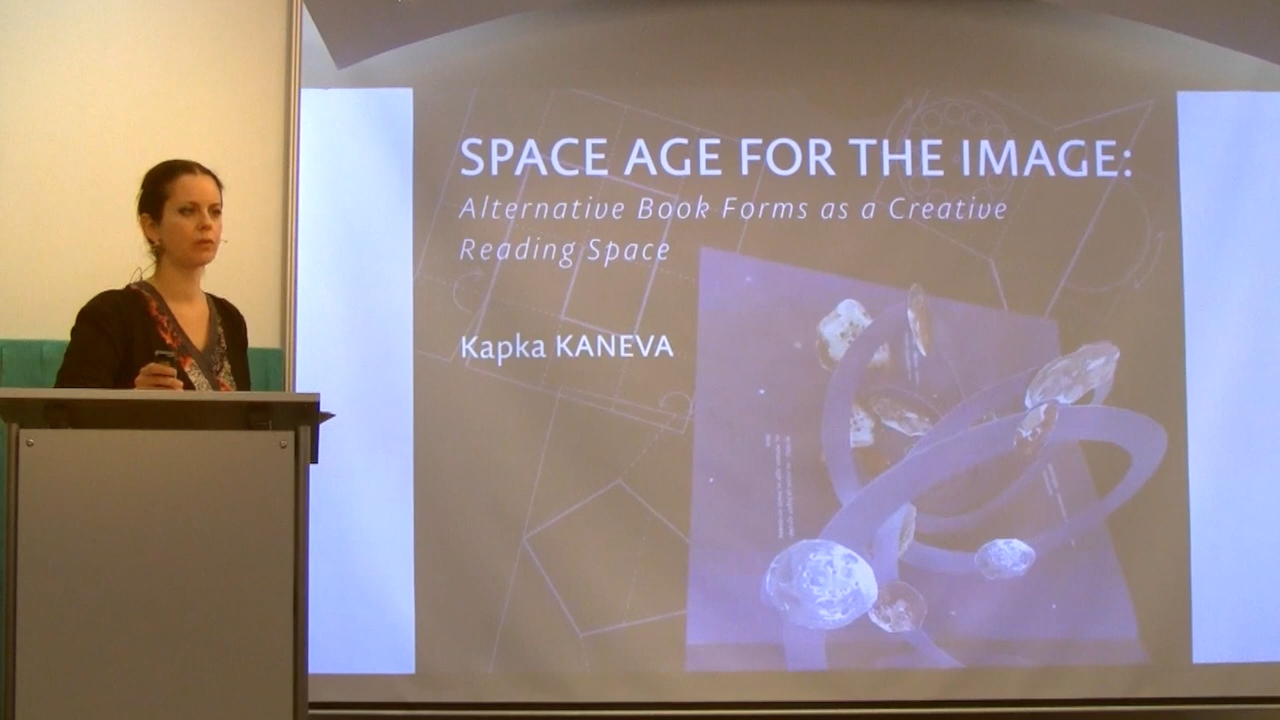 SPACE AGE FOR THE IMAGE:
Alternative Book Forms as a Creative
Reading Space
Kapka KANEVA